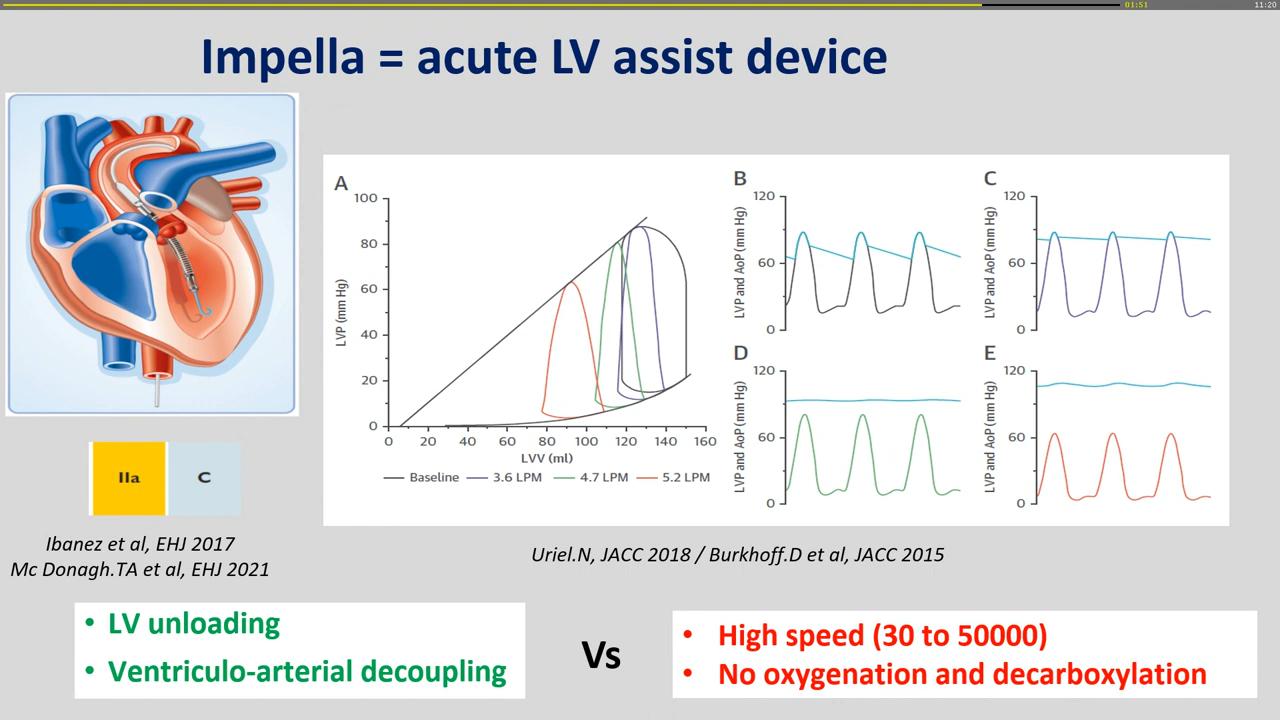 01:51
11:20
Impella = acute LV assist device
A
100
80
60
40
20
0
LVP (mm Hg)
0 20 40 60 80 100 120 140 160
LVV (ml)
Baseline 3.6 LPM 4.7 LPM 5.2 LPM
B
120
60
0
LVP and AoP (mm Hg)
C
120
60
0
LVP and AoP (mm Hg)
D
120
60
0
LVP and AoP (mm Hg)
E
120
60
0
LVP and AoP (mm Hg)
IIa C
Ibanez et al, EHJ 2017
Mc Donagh.TA et al, EHJ 2021
Uriel.N, JACC 2018 / Burkhoff.D et al, JACC 2015
• LV unloading
• Ventriculo-arterial decoupling
Vs
• High speed (30 to 50000)
• No oxygenation and decarboxylation